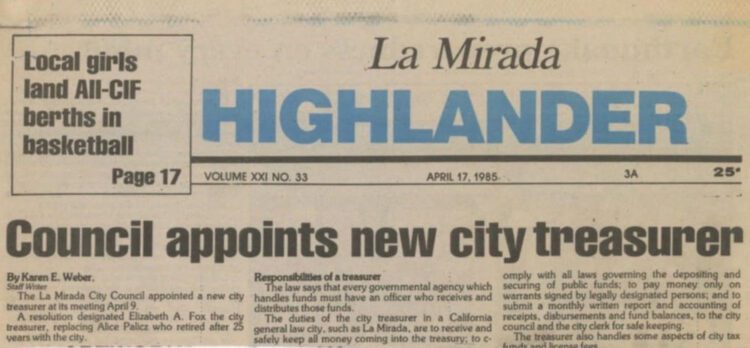 Local girls
land All-CIF
berths in
basketball
Page 17
La Mirada
HIGHLANDER
VOLUME XXI NO. 33 APRIL 17, 1985 3A 25¢
Council appoints new city treasurer
By Karen E. Weber.
Staff Writer
The La Mirada City Council appointed a new city
treasurer at its meeting April 9.
A resolution designated Elizabeth A. Fox the city
treasurer, replacing Alice Palicz who retired after 25
years with the city.
Responsibilities of a treasurer
The law says that every governmental agency which
handles funds must have an officer who receives and
distributes those funds.
The duties of the city treasurer in a California
general law city, such as La Mirada, are to receive and
safely keep all money coming into the treasury; to c-
omply with all laws governing the depositing and
securing of public funds; to pay money only on
warrants signed by legally designated persons; and to
submit a monthly written report and accounting of
receipts, disbursements and fund balances, to the city
council and the city clerk for safe keeping.
The treasurer also handles some aspects of city tax
funds and license fees.